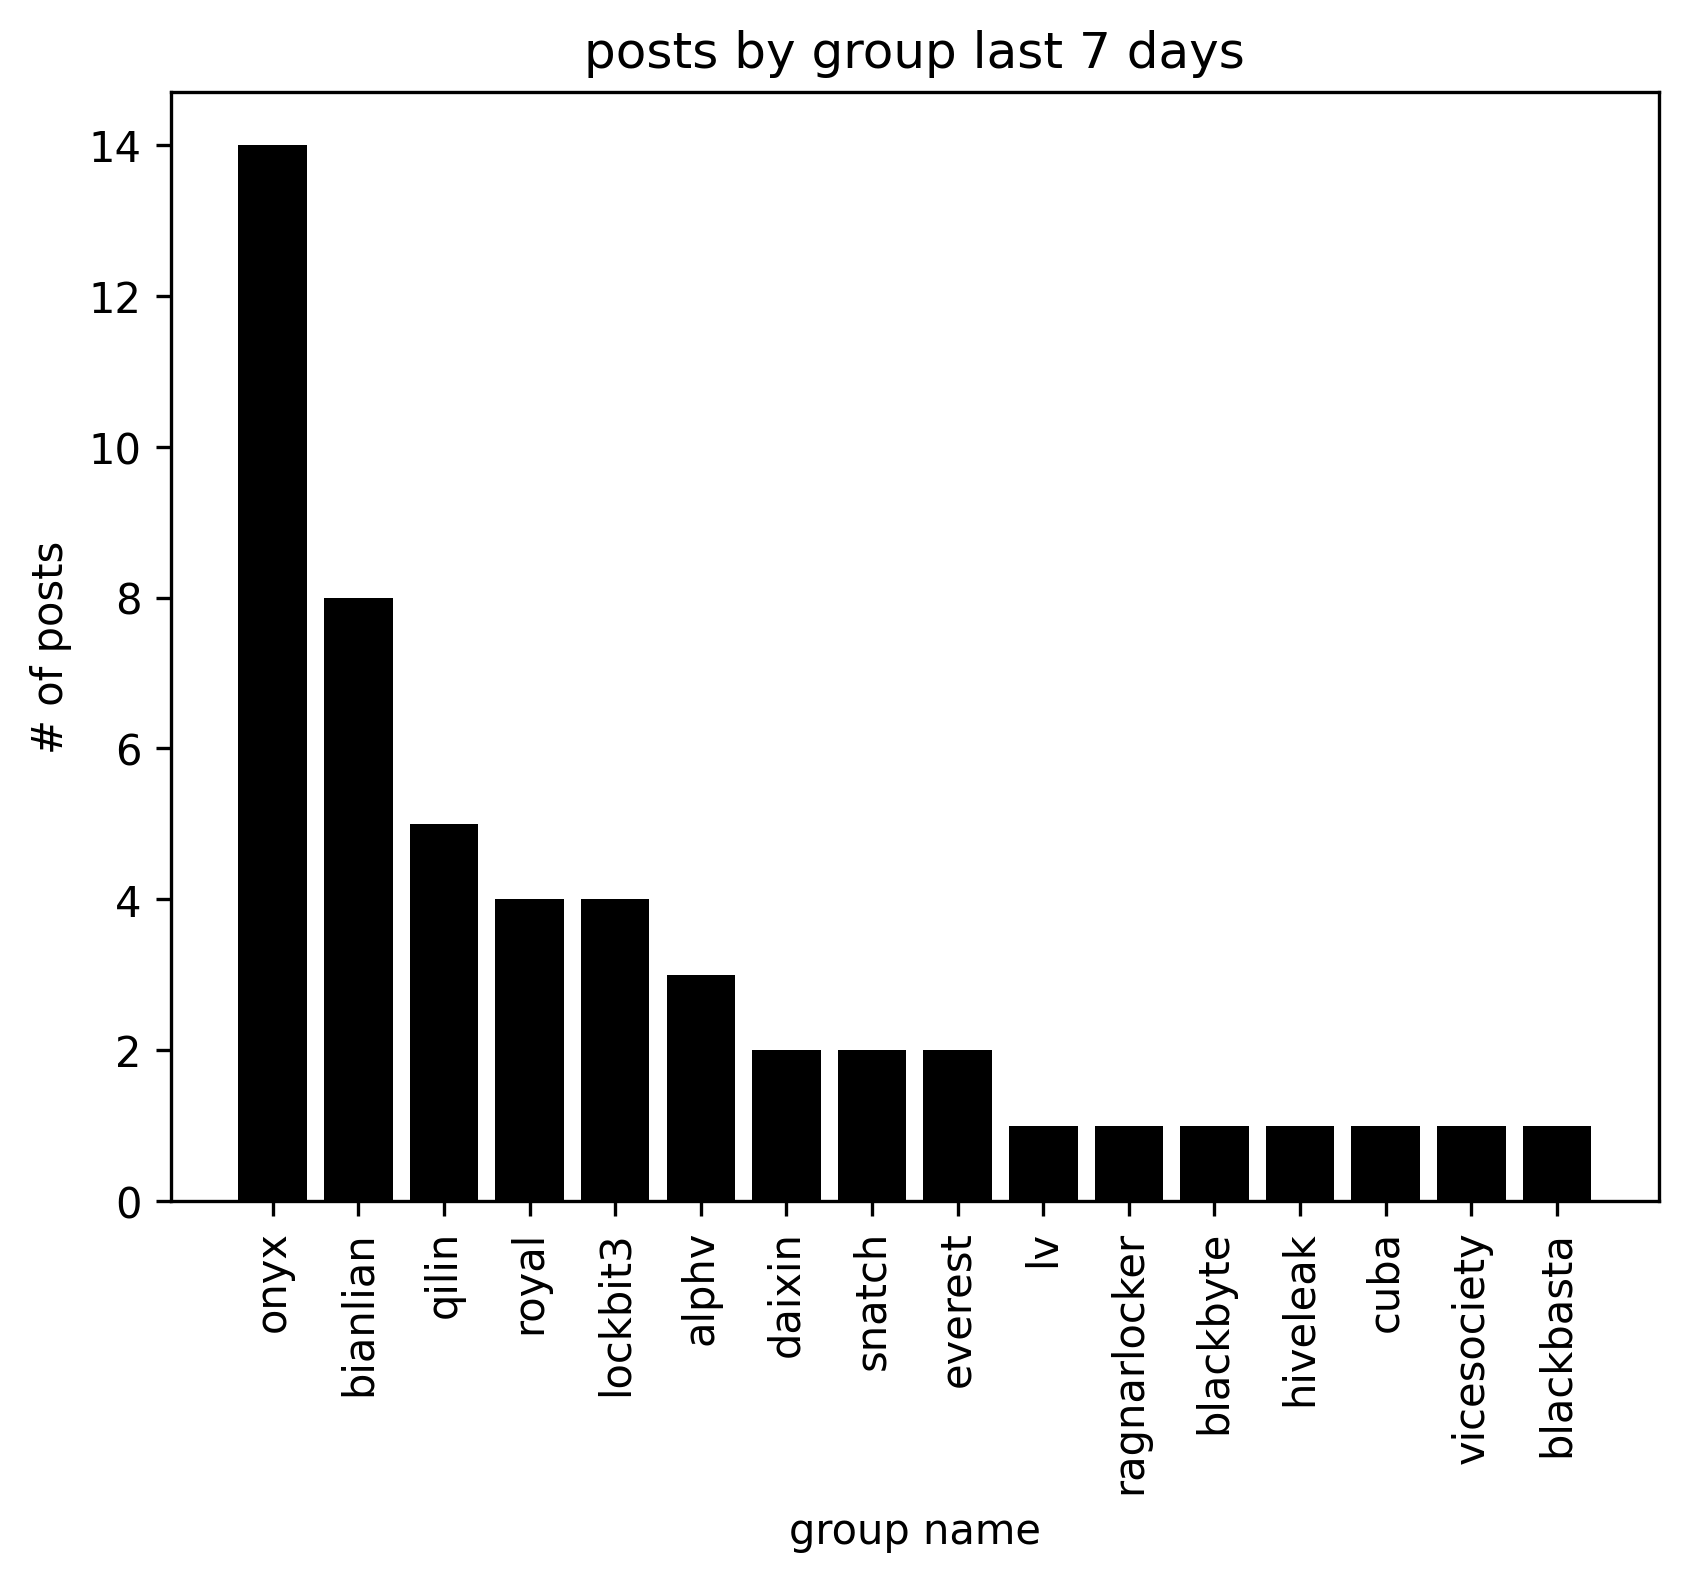 posts by group last 7 days
# of posts
14
12
10
8
6
4
2
0
onyx
bianlian
qilin
royal
lockbit3
alphv
daixin
snatch
everest
lv
ragnarlocker
blackbyte
hiveleak
cuba
vicesociety
blackbasta
group name